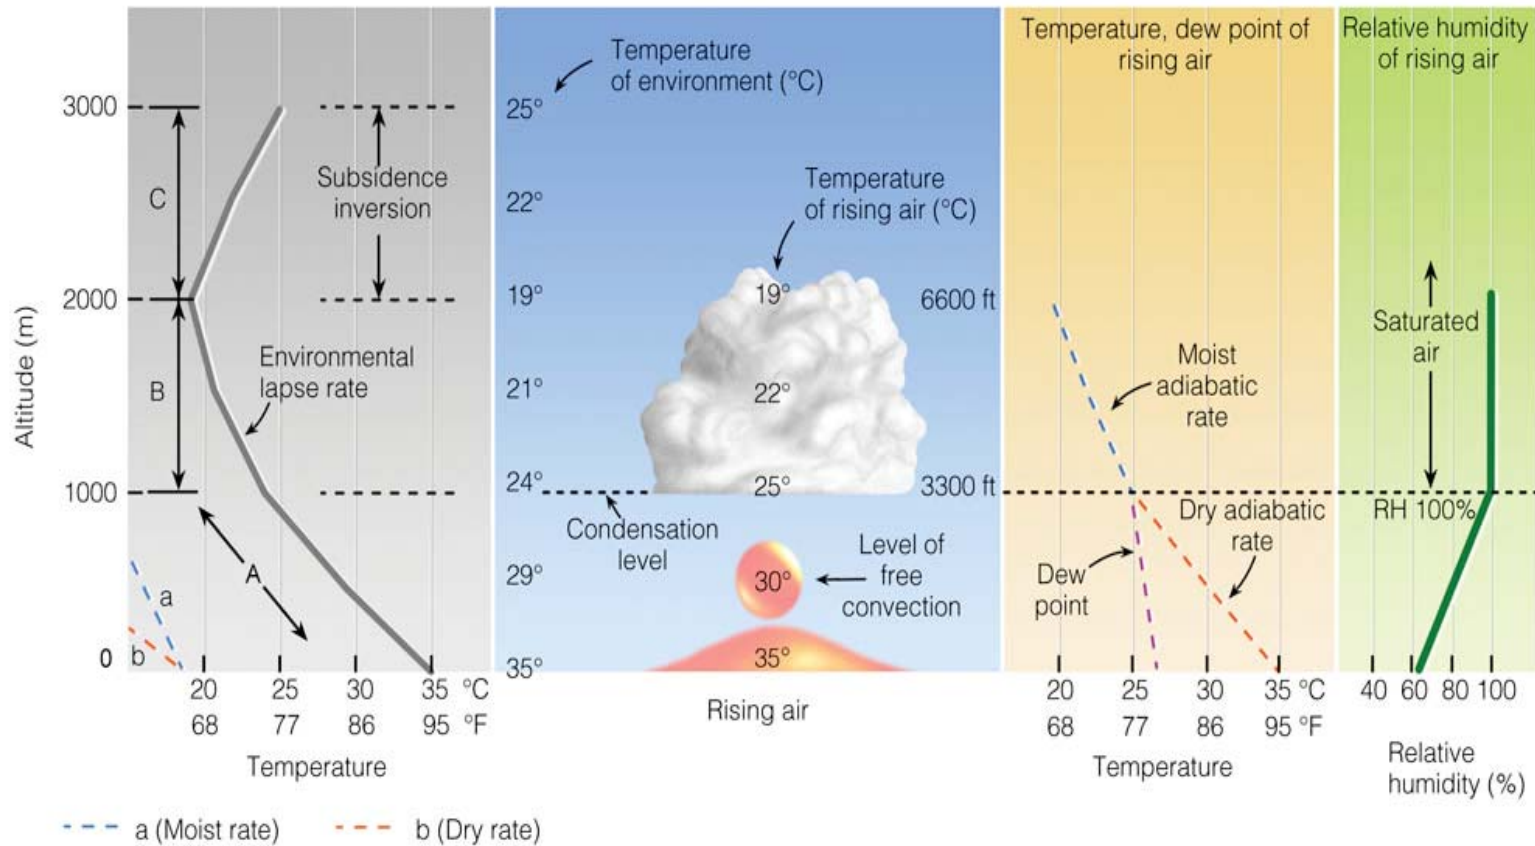 Altitude (m)
3000
2000
1000
0
C
B
A
a
b
Subsidence
inversion
Environmental
lapse rate
20
25
30
35
°C
68
77
86
95
°F
Temperature
a (Moist rate)
b (Dry rate)
Temperature
of environment (°C)
25°
22°
19°
21°
24°
29°
35°
Temperature
of rising air (°C)
19°
22°
25°
30°
35°
6600 ft
3300 ft
Condensation
level
Level of
free
convection
Rising air
Temperature, dew point of
rising air
Moist
adiabatic
rate
Dry adiabatic
rate
Dew
point
20
25
30
35 °C
68
77
86
95 °F
Temperature
Relative humidity
of rising air
Saturated
air
RH 100%
40
60
80
100
Relative
humidity (%)